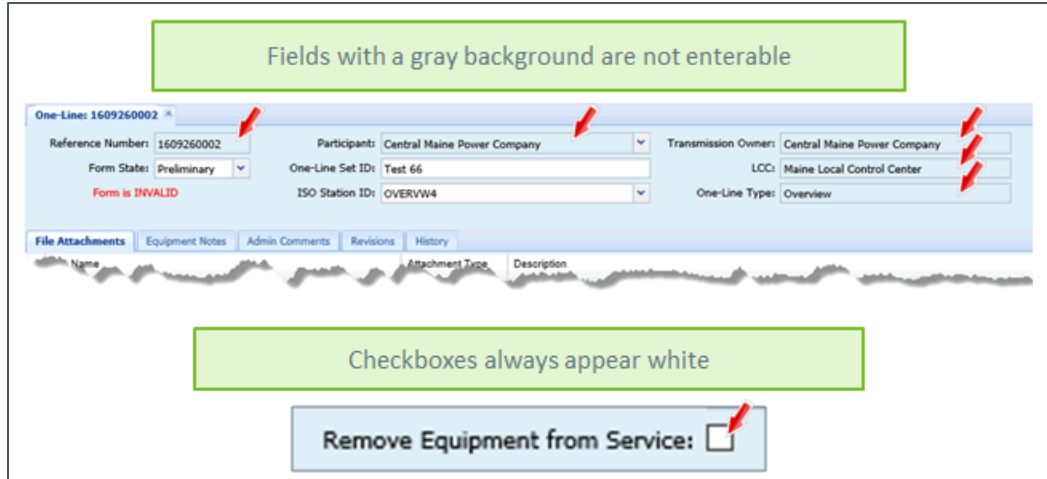 Fields with a gray background are not enterable
One-Line: 1609260002
Reference Number: 1609260002 Participant: Central Maine Power Company Transmission Owner: Central Maine Power Company
Form State: Preliminary One-Line Set ID: Test 66 LCC: Maine Local Control Center
Form is INVALID ISO Station ID: OVERVW4 One-Line Type: Overview
File Attachments Equipment Notes Admin Comments Revisions History
Name Attachment Type Description
Checkboxes always appear white
Remove Equipment from Service: